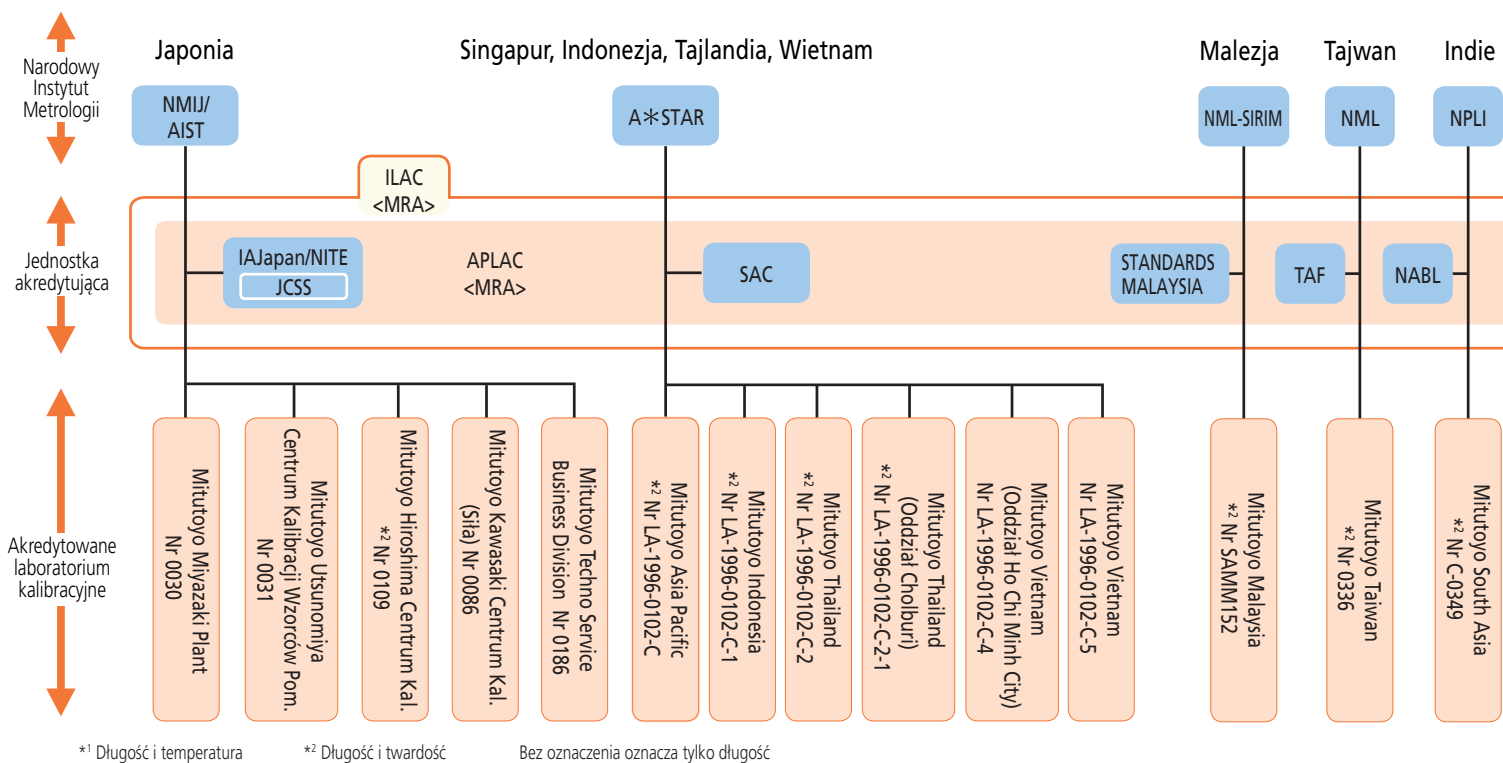 Narodowy
Instytut
Metrologii
Japonia
Singapur, Indonezja, Tajlandia, Wietnam
Malezja
Tajwan
Indie
NMIJ/
AIST
A✳STAR
NML-SIRIM
NML
NPLI
ILAC
<MRA>
Jednostka
akredytująca
IAJapan/NITE
JCSS
APLAC
<MRA>
SAC
STANDARDS
MALAYSIA
TAF
NABL
Akredytowane
laboratorium
kalibracyjne
Mitutoyo Miyazaki Plant
Nr 0030
Mitutoyo Utsunomiya
Centrum Kalibracji Wzorców Pom.
Nr 0031
Mitutoyo Hiroshima Centrum Kal.
*2 Nr 0109
Mitutoyo Kawasaki Centrum Kal.
(Siła) Nr 0086
Mitutoyo Techno Service
Business Division Nr 0186
Mitutoyo Asia Pacific
*2 Nr LA-1996-0102-C
Mitutoyo Indonesia
*2 Nr LA-1996-0102-C-1
Mitutoyo Thailand
*2 Nr LA-1996-0102-C-2
Mitutoyo Thailand
(Oddział Cholburi)
*2 Nr LA-1996-0102-C-2-1
Mitutoyo Vietnam
(Oddział Ho Chi Minh City)
Nr LA-1996-0102-C-4
Mitutoyo Vietnam
Nr LA-1996-0102-C-5
Mitutoyo Malaysia
*2 Nr SAMM152
Mitutoyo Taiwan
*2 Nr 0336
Mitutoyo South Asia
*2 Nr C-0349
*1 Długość i temperatura *2 Długość i twardość Bez oznaczenia oznacza tylko długość